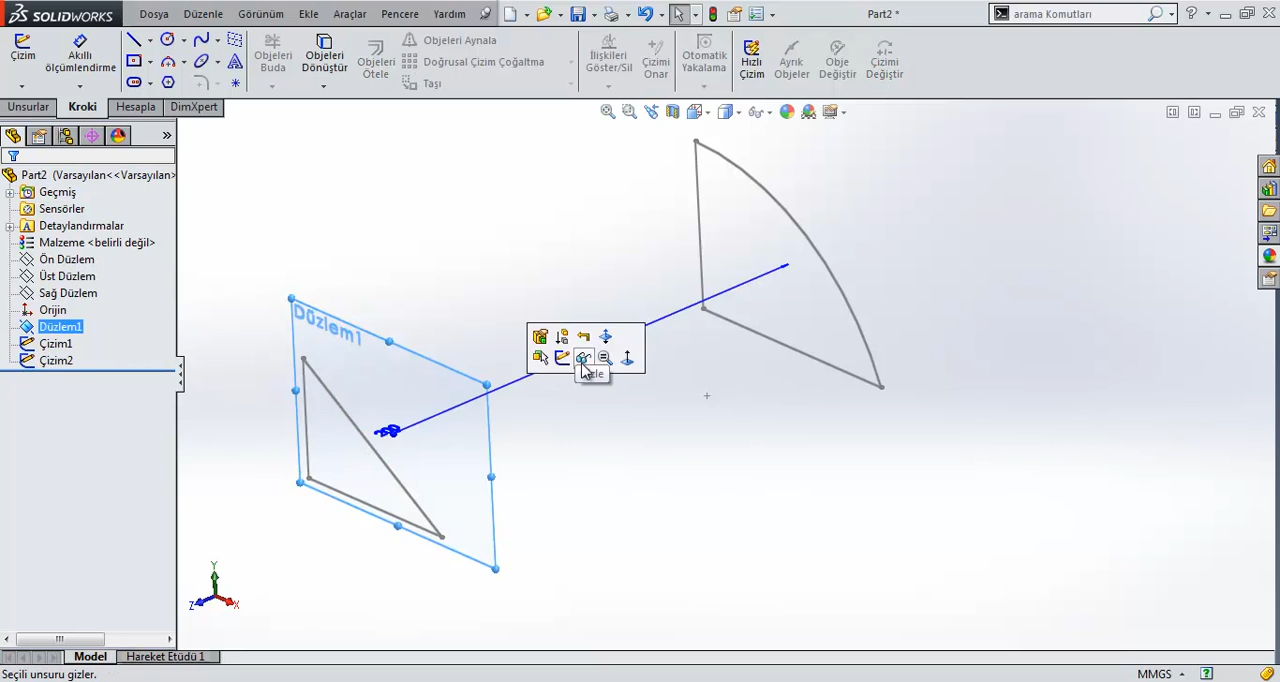 SOLIDWORKS
Dosya Düzenle Görünüm Ekle Araçlar Pencere Yardım
Part2 *
arama Komutları
Çizim
Akıllı ölçümlendirme
Objeleri Buda
Objeleri Dönüştür
Objeleri Ötele
Objeleri Aynala
Doğrusal Çizim Çoğaltma
Taşı
İlişkileri Göster/Sil
Çizimi Onar
Otomatik Yakalama
Hızlı Çizim
Ayrık Objeler
Obje Değiştir
Çizimi Değiştir
Unsurlar Kroki Hesapla DimXpert
Part2 (Varsayılan<<Varsayılan>
Geçmiş
Sensörler
Detaylandırmalar
Malzeme <belirli değil>
Ön Düzlem
Üst Düzlem
Sağ Düzlem
Orijin
Düzlem1
Çizim1
Çizim2
Düzlem1
Y
Z
X
Model Hareket Etüdü 1
Seçili unsuru gizler.
MMGS